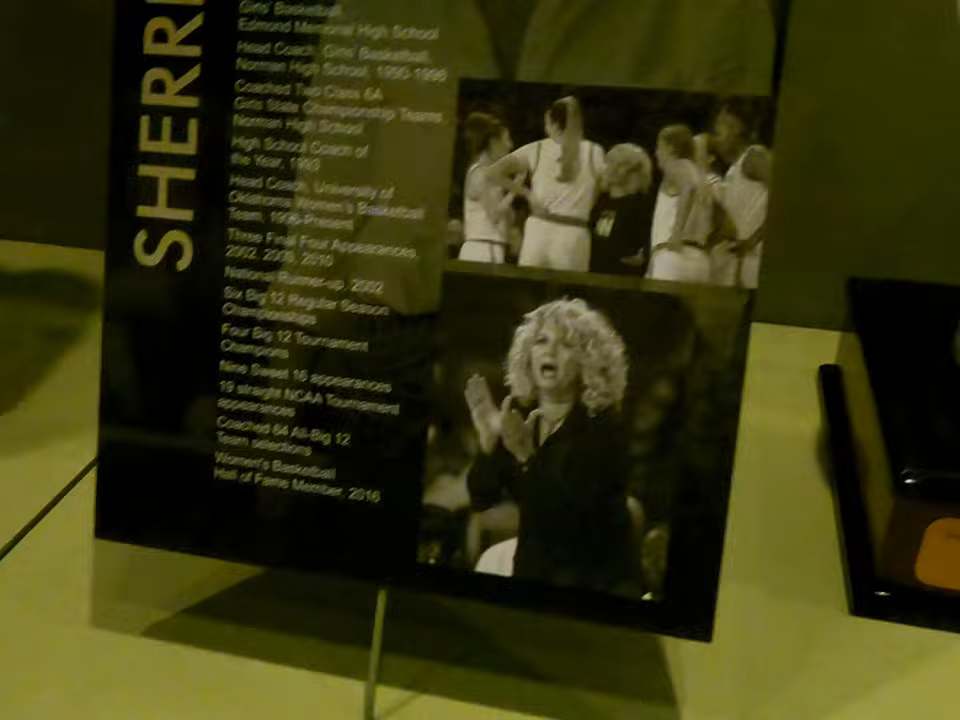 SHERRI
Girls' Basketball,
Edmond Memorial High School
Head Coach, Girls' Basketball,
Norman High School, 1990-1996
Coached Two Class 6A
Girls State Championship Teams,
Norman High School
High School Coach of
the Year, 1993
Head Coach, University of
Oklahoma Women's Basketball
Team, 1996-Present
Three Final Four Appearances,
2002, 2009, 2010
National Runner-up, 2002
Six Big 12 Regular Season
Championships
Four Big 12 Tournament
Champions
Nine Sweet 16 appearances
19 straight NCAA Tournament
appearances
Coached 64 All-Big 12
Team selections
Women's Basketball
Hall of Fame Member, 2016